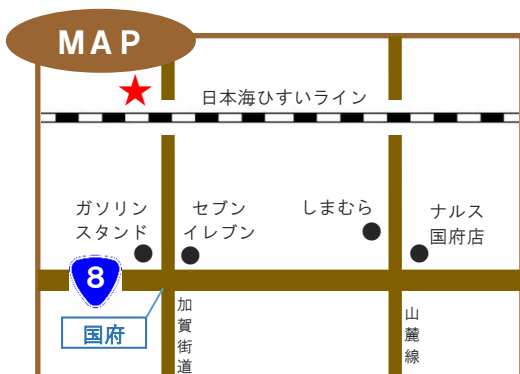 MAP
日本海ひすいライン
ガソリン
スタンド
セブン
イレブン
しまむら
ナルス
国府店
8
国府
加賀街道
山麓線